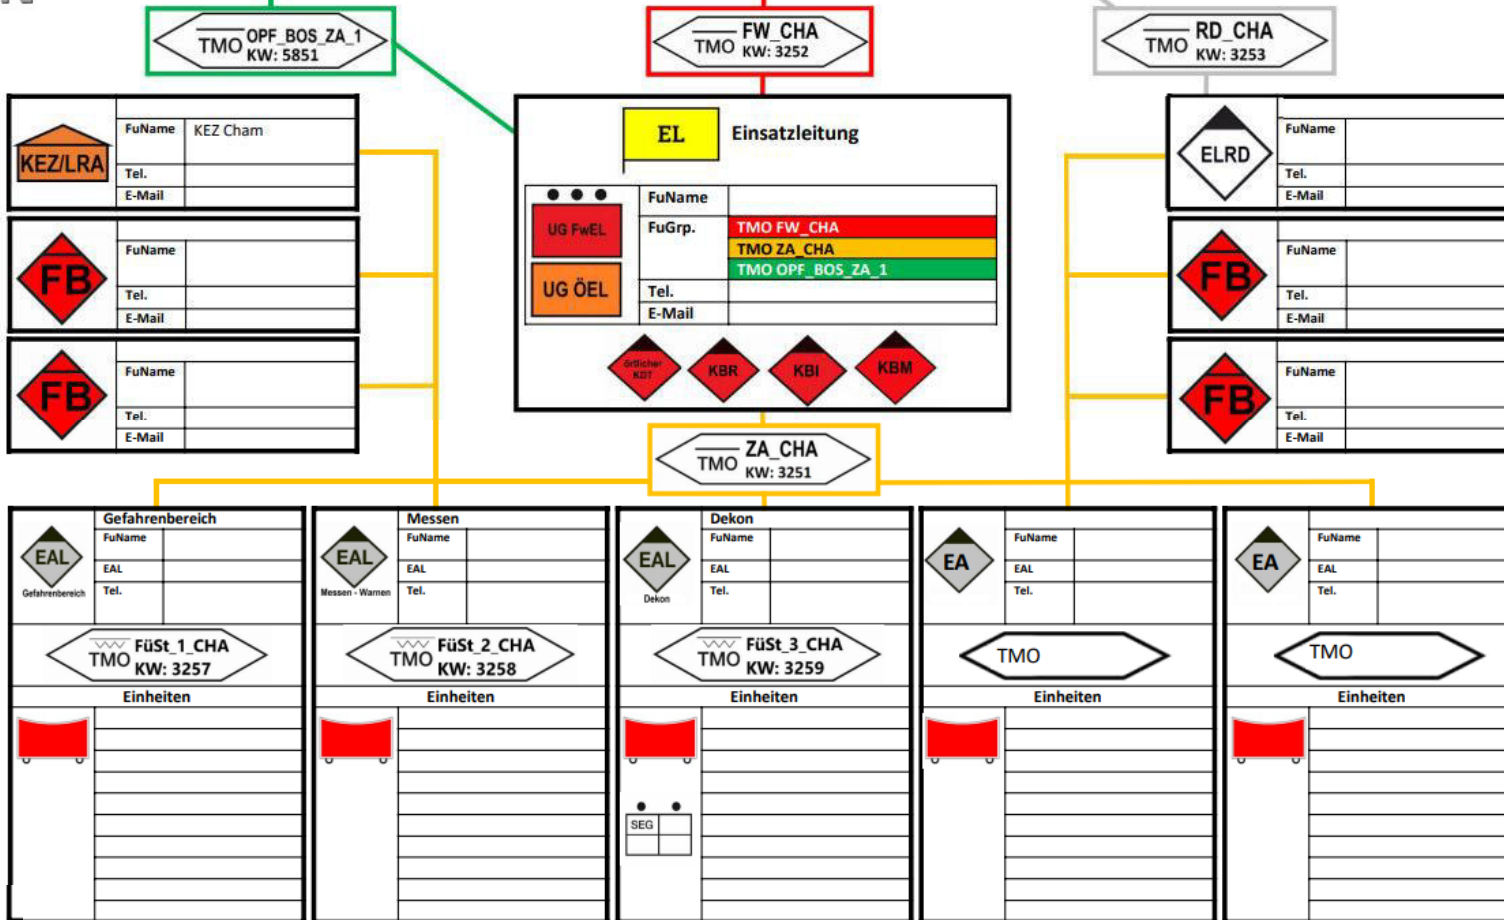 TMO OPF_BOS_ZA_1
KW: 5851
TMO FW_CHA
KW: 3252
TMO RD_CHA
KW: 3253
KEZ/LRA
FuName KEZ Cham
Tel.
E-Mail
FB
FuName
Tel.
E-Mail
FB
FuName
Tel.
E-Mail
EL Einsatzleitung
UG FwEL
UG ÖEL
FuName
FuGrp. TMO FW_CHA
TMO ZA_CHA
TMO OPF_BOS_ZA_1
Tel.
E-Mail
örtlicher
KDT
KBR
KBI
KBM
ELRD
FuName
Tel.
E-Mail
FB
FuName
Tel.
E-Mail
FB
FuName
Tel.
E-Mail
TMO ZA_CHA
KW: 3251
Gefahrenbereich
EAL
Gefahrenbereich
FuName
EAL
Tel.
TMO FüSt_1_CHA
KW: 3257
Einheiten
Messen
EAL
Messen - Warnen
FuName
EAL
Tel.
TMO FüSt_2_CHA
KW: 3258
Einheiten
Dekon
EAL
Dekon
FuName
EAL
Tel.
TMO FüSt_3_CHA
KW: 3259
Einheiten
SEG
EA
FuName
EAL
Tel.
TMO
Einheiten
EA
FuName
EAL
Tel.
TMO
Einheiten